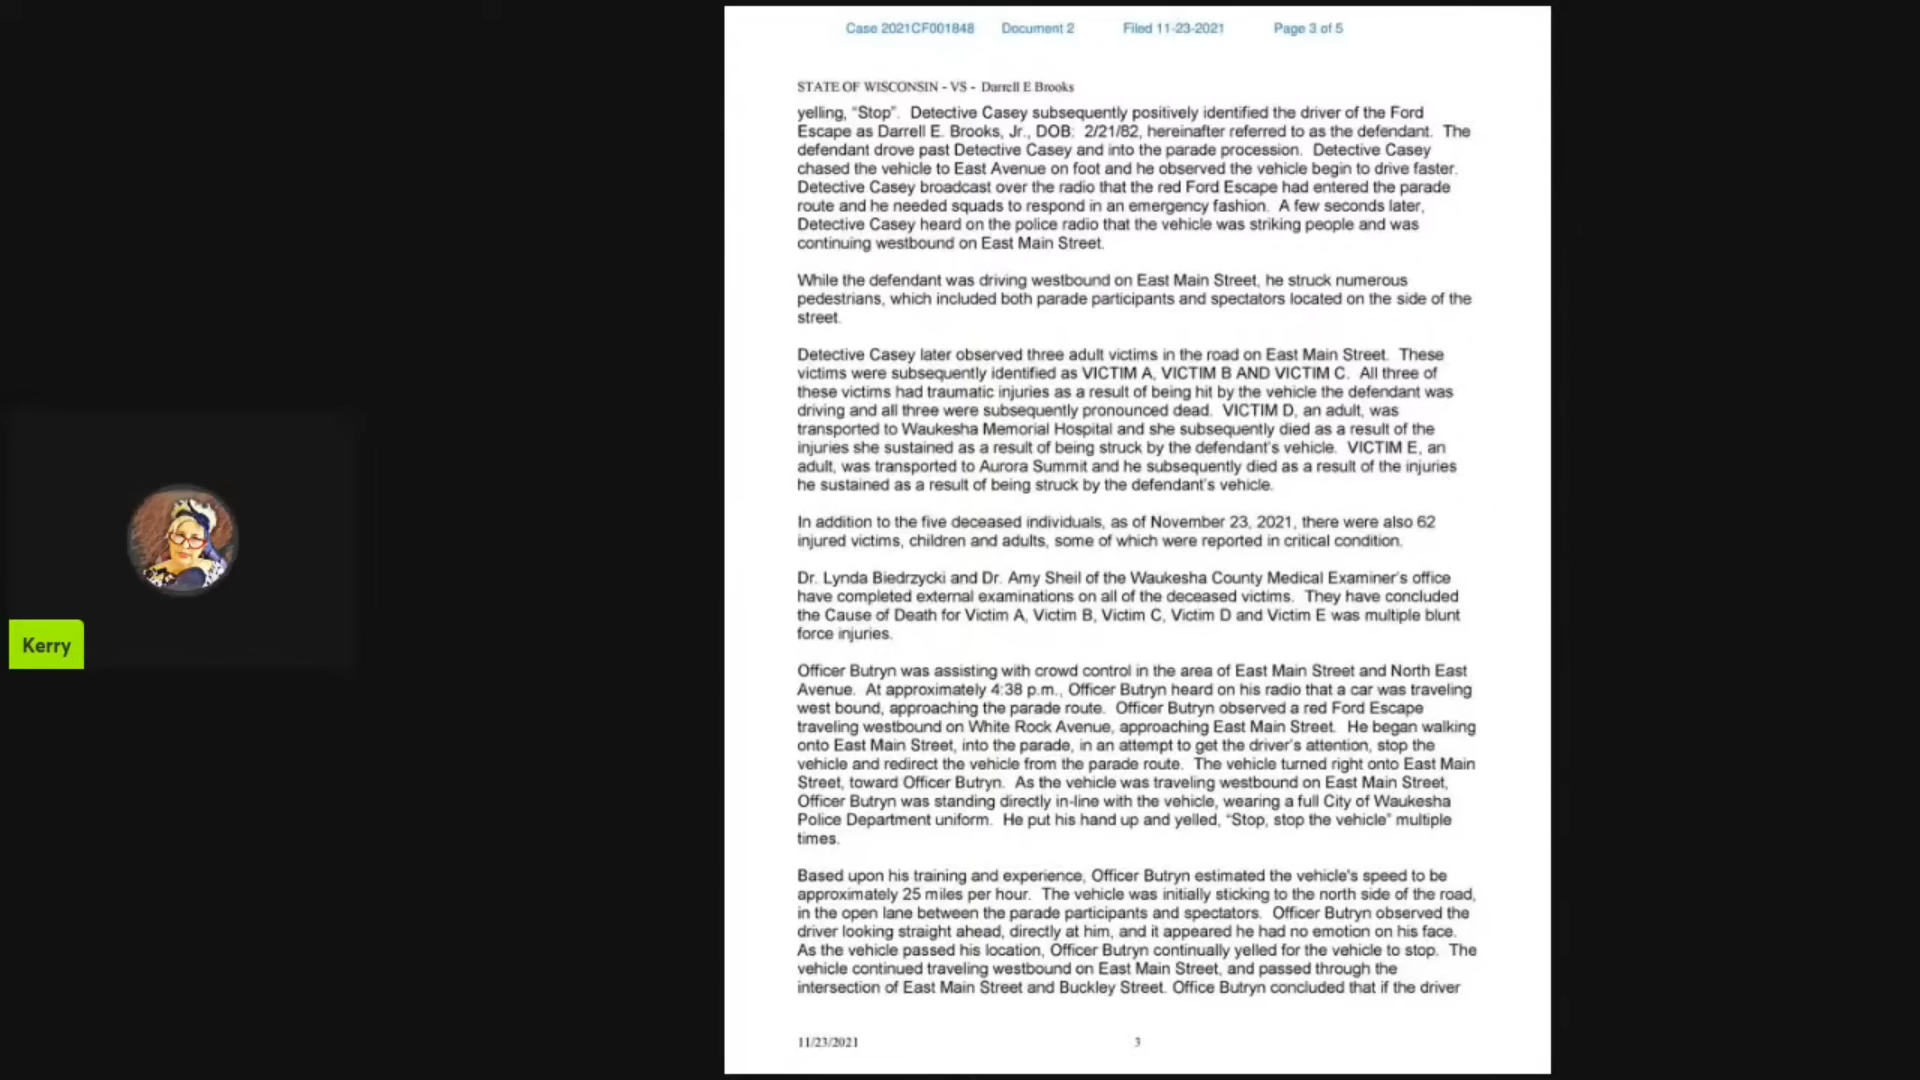 Case 2021CF001848 Document 2 Filed 11-23-2021 Page 3 of 5
STATE OF WISCONSIN - VS - Darrell E Brooks
yelling, “Stop”. Detective Casey subsequently positively identified the driver of the Ford
Escape as Darrell E. Brooks, Jr., DOB: 2/21/82, hereinafter referred to as the defendant. The
defendant drove past Detective Casey and into the parade procession. Detective Casey
chased the vehicle to East Avenue on foot and he observed the vehicle begin to drive faster.
Detective Casey broadcast over the radio that the red Ford Escape had entered the parade
route and he needed squads to respond in an emergency fashion. A few seconds later,
Detective Casey heard on the police radio that the vehicle was striking people and was
continuing westbound on East Main Street.
While the defendant was driving westbound on East Main Street, he struck numerous
pedestrians, which included both parade participants and spectators located on the side of the
street.
Detective Casey later observed three adult victims in the road on East Main Street. These
victims were subsequently identified as VICTIM A, VICTIM B AND VICTIM C. All three of
these victims had traumatic injuries as a result of being hit by the vehicle the defendant was
driving and all three were subsequently pronounced dead. VICTIM D, an adult, was
transported to Waukesha Memorial Hospital and she subsequently died as a result of the
injuries she sustained as a result of being struck by the defendant's vehicle. VICTIM E, an
adult, was transported to Aurora Summit and he subsequently died as a result of the injuries
he sustained as a result of being struck by the defendant's vehicle.
In addition to the five deceased individuals, as of November 23, 2021, there were also 62
injured victims, children and adults, some of which were reported in critical condition.
Dr. Lynda Biedrzycki and Dr. Amy Sheil of the Waukesha County Medical Examiner's office
have completed external examinations on all of the deceased victims. They have concluded
the Cause of Death for Victim A, Victim B, Victim C, Victim D and Victim E was multiple blunt
force injuries.
Kerry
Officer Butryn was assisting with crowd control in the area of East Main Street and North East
Avenue. At approximately 4:38 p.m., Officer Butryn heard on his radio that a car was traveling
west bound, approaching the parade route. Officer Butryn observed a red Ford Escape
traveling westbound on White Rock Avenue, approaching East Main Street. He began walking
onto East Main Street, into the parade, in an attempt to get the driver's attention, stop the
vehicle and redirect the vehicle from the parade route. The vehicle turned right onto East Main
Street, toward Officer Butryn. As the vehicle was traveling westbound on East Main Street,
Officer Butryn was standing directly in-line with the vehicle, wearing a full City of Waukesha
Police Department uniform. He put his hand up and yelled, “Stop, stop the vehicle” multiple
times.
Based upon his training and experience, Officer Butryn estimated the vehicle's speed to be
approximately 25 miles per hour. The vehicle was initially sticking to the north side of the road,
in the open lane between the parade participants and spectators. Officer Butryn observed the
driver looking straight ahead, directly at him, and it appeared he had no emotion on his face.
As the vehicle passed his location, Officer Butryn continually yelled for the vehicle to stop. The
vehicle continued traveling westbound on East Main Street, and passed through the
intersection of East Main Street and Buckley Street. Office Butryn concluded that if the driver
11/23/2021 3